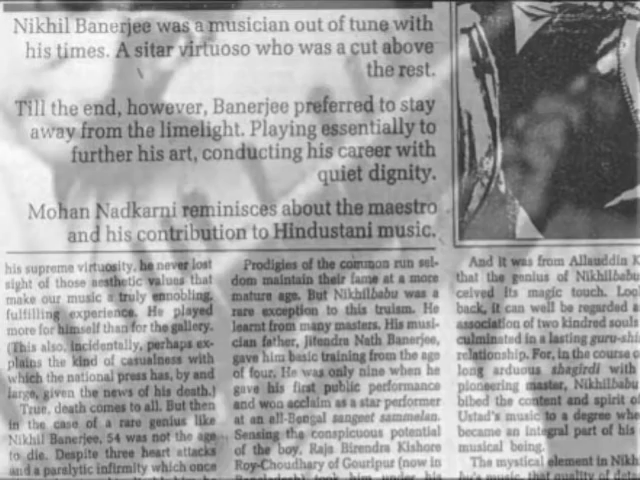 Nikhil Banerjee was a musician out of tune with
his times. A sitar virtuoso who was a cut above
the rest.
Till the end, however, Banerjee preferred to stay
away from the limelight. Playing essentially to
further his art, conducting his career with
quiet dignity.
Mohan Nadkarni reminisces about the maestro
and his contribution to Hindustani music.
his supreme virtuosity, he never lost
sight of those aesthetic values that
make our music a truly ennobling,
fulfilling experience. He played
more for himself than for the gallery.
(This also, incidentally, perhaps ex-
plains the kind of casualness with
which the national press has, by and
large, given the news of his death.)
True, death comes to all. But then
in the case of a rare genius like
Nikhil Banerjee, 54 was not the age
to die. Despite three heart attacks
and a paralytic infirmity which once
Prodigies of the common run sel-
dom maintain their fame at a more
mature age. But Nikhilbabu was a
rare exception to this truism. He
learnt from many masters. His musi-
cian father, Jitendra Nath Banerjee,
gave him basic training from the age
of four. He was only nine when he
gave his first public performance
and won acclaim as a star performer
at an all-Bengal sangeet sammelan.
Sensing the conspicuous potential
of the boy, Raja Birendra Kishore
Roy-Choudhary of Gouripur (now in
took him under his
And it was from Allauddin K
that the genius of Nikhilbabu
ceived its magic touch. Loo
back, it can well be regarded a
association of two kindred souls
culminated in a lasting guru-shi
relationship. For, in the course o
long arduous shagirdi with
pioneering master, Nikhilbabu
bibed the content and spirit of
Ustad's music to a degree whe
became an integral part of his
musical being.
The mystical element in Nikh
bu's music, that quality of